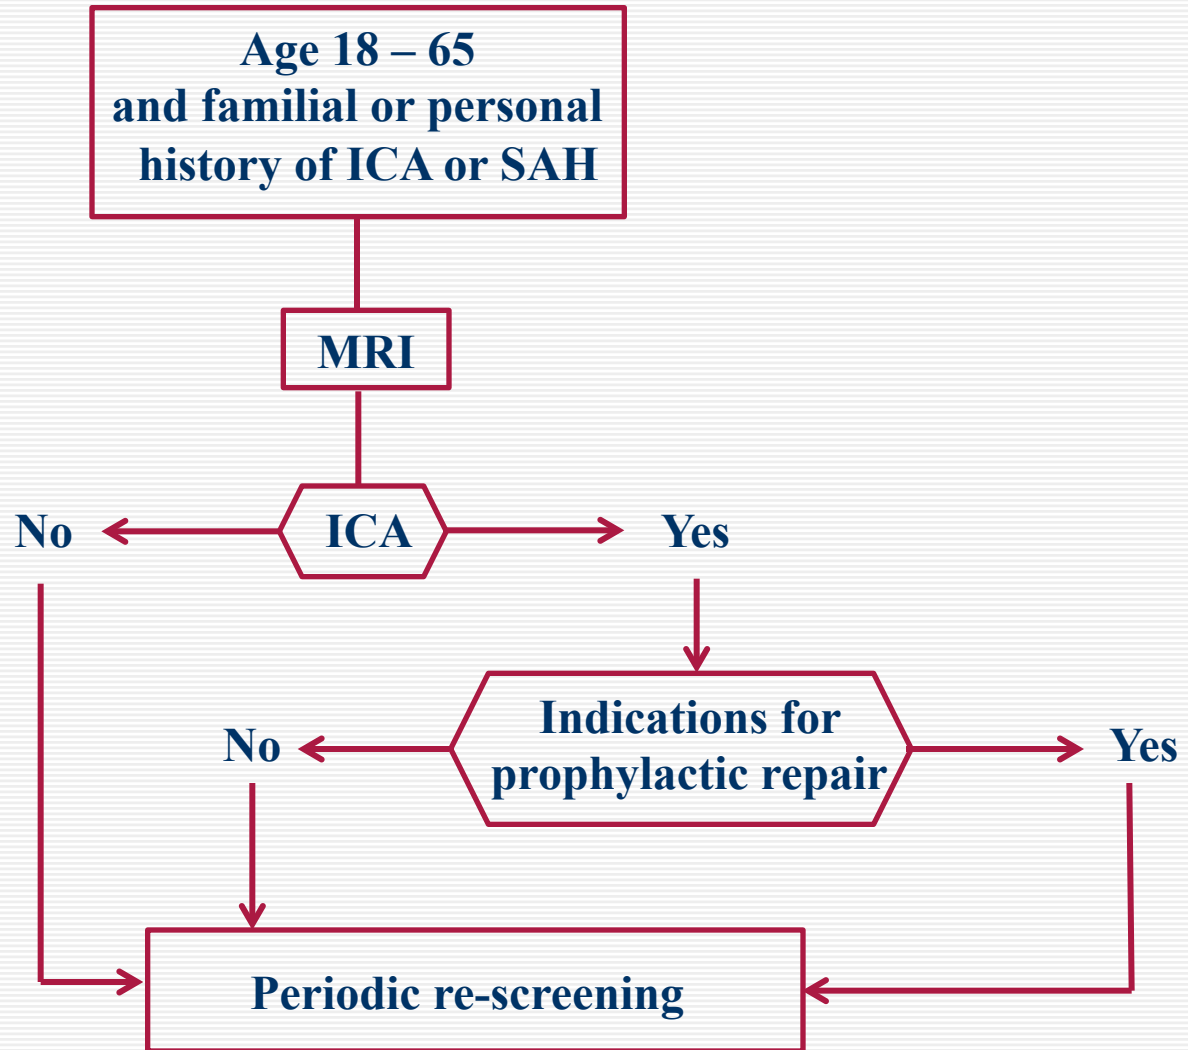 Age 18 – 65
and familial or personal
history of ICA or SAH
MRI
No
ICA
Yes
Indications for
prophylactic repair
No
Yes
Periodic re-screening